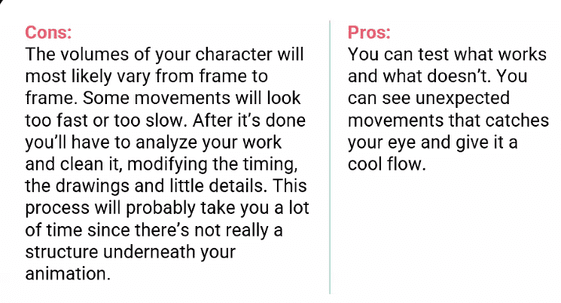 Cons:
The volumes of your character will
most likely vary from frame to
frame. Some movements will look
too fast or too slow. After it's done
you'll have to analyze your work
and clean it, modifying the timing,
the drawings and little details. This
process will probably take you a lot
of time since there's not really a
structure underneath your
animation.
Pros:
You can test what works
and what doesn't. You
can see unexpected
movements that catches
your eye and give it a
cool flow.